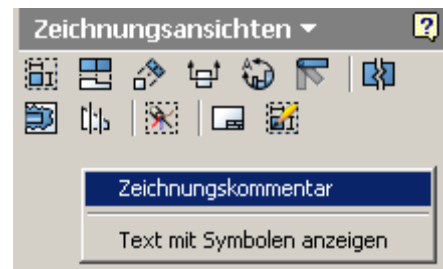 Zeichnungsansichten
Zeichnungskommentar
Text mit Symbolen anzeigen